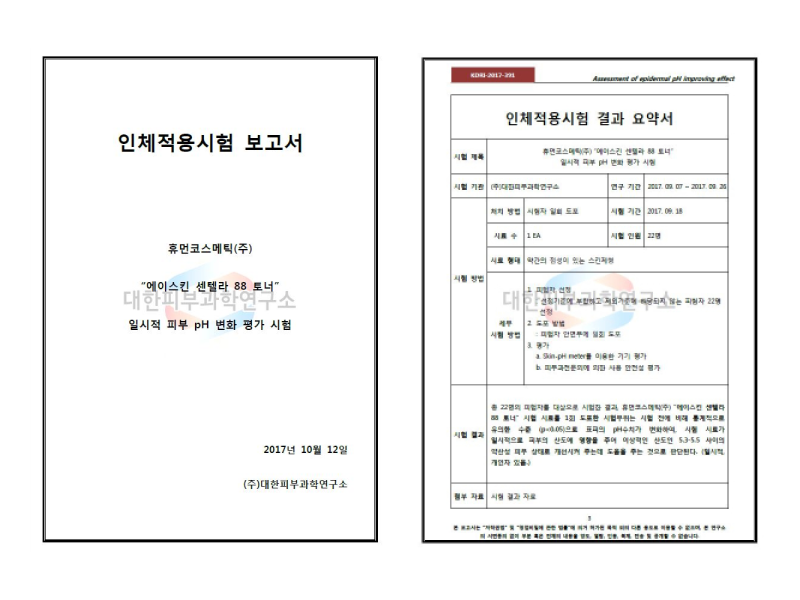 인체적용시험 보고서
휴먼코스메틱(주)
"에이스킨 센텔라 88 토너"
대한피부과학연구소
일시적 피부 pH 변화 평가 시험
2017년 10월 12일
(주)대한피부과학연구소
KDRI-2017-391
Assessment of epidermal pH improving effect
인체적용시험 결과 요약서
시험 제목
휴먼코스메틱(주) "에이스킨 센텔라 88 토너"
일시적 피부 pH 변화 평가 시험
시험 기관 (주)대한피부과학연구소 연구 기간 2017. 09. 07 ~ 2017. 09. 26
시험 방법
처치 방법 시험자 일회 도포 시험 기간 2017. 09. 18
시료 수 1 EA 시험 인원 22명
시료 형태 약간의 점성이 있는 스킨제형
대한피부과학연구소
세부
시험 방법
1. 피험자 선정
: 선정기준에 부합하고 제외기준에 해당되지 않는 피험자 22명
선정
2. 도포 방법
: 피험자 안면부에 일회 도포
3. 평가
a. Skin-pH meter를 이용한 기기 평가
b. 피부과전문의에 의한 사용 안전성 평가
시험 결과
총 22명의 피험자를 대상으로 시험한 결과, 휴먼코스메틱(주) "에이스킨 센텔라
88 토너" 시험 시료를 1회 도포한 시험부위는 시험 전에 비해 통계적으로
유의한 수준 (p<0.05)으로 표피의 pH수치가 변화하여, 시험 시료가
일시적으로 피부의 산도에 영향을 주어 이상적인 산도인 5.3-5.5 사이의
약산성 피부 상태로 개선시켜 주는데 도움을 주는 것으로 판단된다. (일시적,
개인차 있음.)
첨부 자료 시험 결과 자료
3
본 보고서는 "저작권법" 및 "영업비밀에 관한 법률"에 의거 허가된 목적 외의 다른 용도로 이용할 수 없으며, 본 연구소
의 서면동의 없이 부분 혹은 전체의 내용을 양도, 열람, 인용, 복제, 전송 및 공개할 수 없습니다.